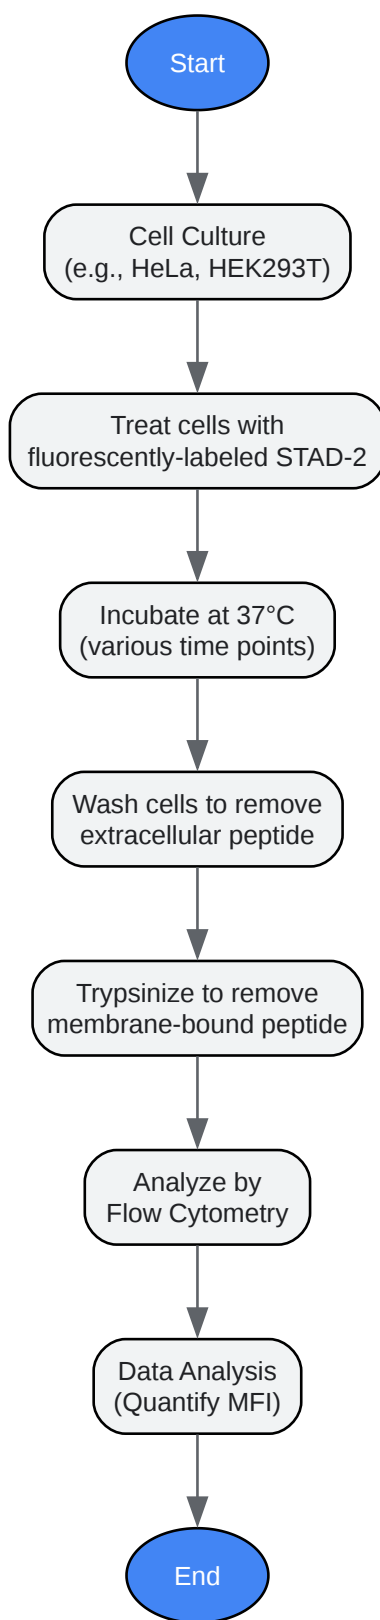 Start
Cell Culture
(e.g., HeLa, HEK293T)
Treat cells with
fluorescently-labeled STAD-2
Incubate at 37°C
(various time points)
Wash cells to remove
extracellular peptide
Trypsinize to remove
membrane-bound peptide
Analyze by
Flow Cytometry
Data Analysis
(Quantify MFI)
End